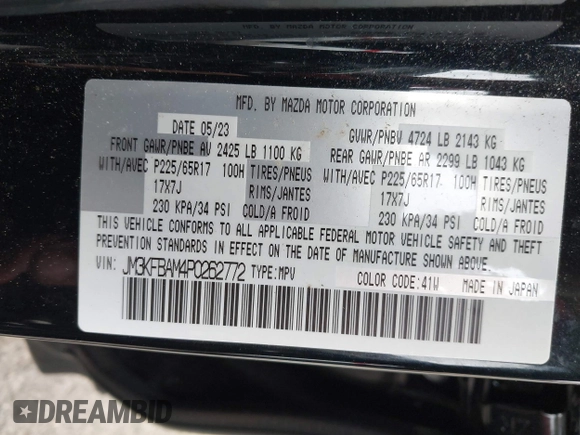 MFD. BY MAZDA MOTOR CORPORATION
MFD. BY MAZDA MOTOR CORPORATION
DATE 05/23
GVWR/PNBV 4724 LB 2143 KG
FRONT GAWR/PNBE AV 2425 LB 1100 KG
REAR GAWR/PNBE AR 2299 LB 1043 KG
WITH/AVEC P225/65R17 100H TIRES/PNEUS
WITH/AVEC P225/65R17 100H TIRES/PNEUS
17X7J RIMS/JANTES
17X7J RIMS/JANTES
230 KPA/34 PSI COLD/A FROID
230 KPA/34 PSI COLD/A FROID
THIS VEHICLE CONFORMS TO ALL APPLICABLE FEDERAL MOTOR VEHICLE SAFETY AND THEFT
PREVENTION STANDARDS IN EFFECT ON THE DATE OF MANUFACTURE SHOWN ABOVE.
VIN: JM3KFBAM4P0262772 TYPE:MPV COLOR CODE:41W MADE IN JAPAN
DREAMBID